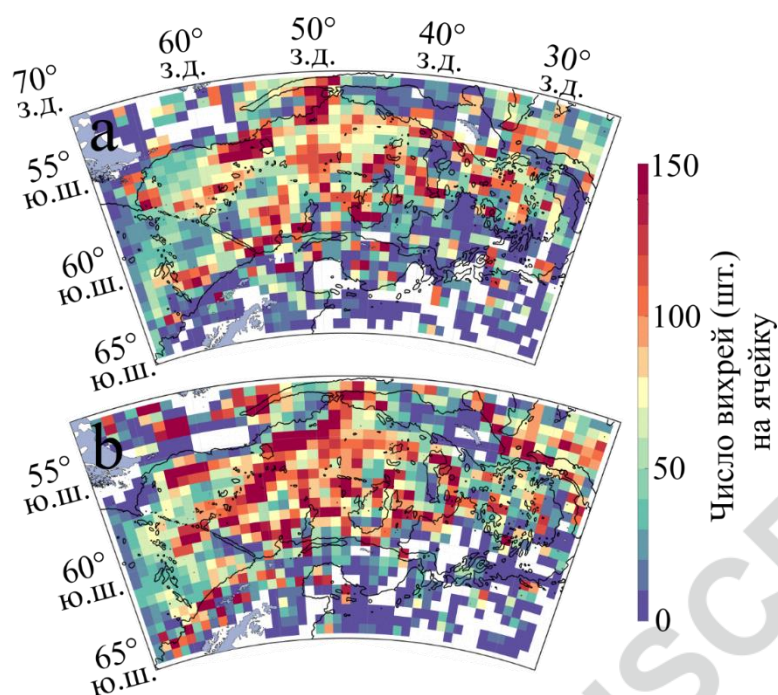 70°
з.д.
60°
з.д.
50°
з.д.
40°
з.д.
30°
з.д.
a
55°
ю.ш.
60°
ю.ш.
65°
ю.ш.
b
55°
ю.ш.
60°
ю.ш.
65°
ю.ш.
150
100
50
0
Число вихрей (шт.)
на ячейку